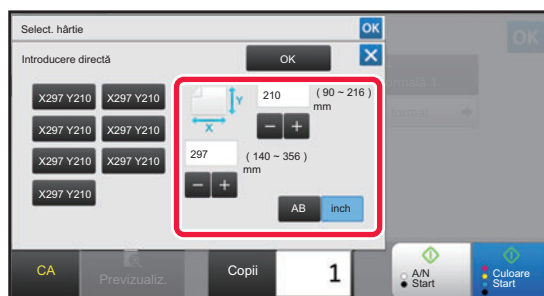 Select. hârtie
OK
OK
Introducere directă
OK
X297 Y210
X297 Y210
X297 Y210
X297 Y210
X297 Y210
X297 Y210
X297 Y210
Y
X
210
( 90 ~ 216 )
mm
297
( 140 ~ 356 )
mm
AB
inch
CA
Previzualiz.
Copii
1
A/N
Start
Culoare
Start